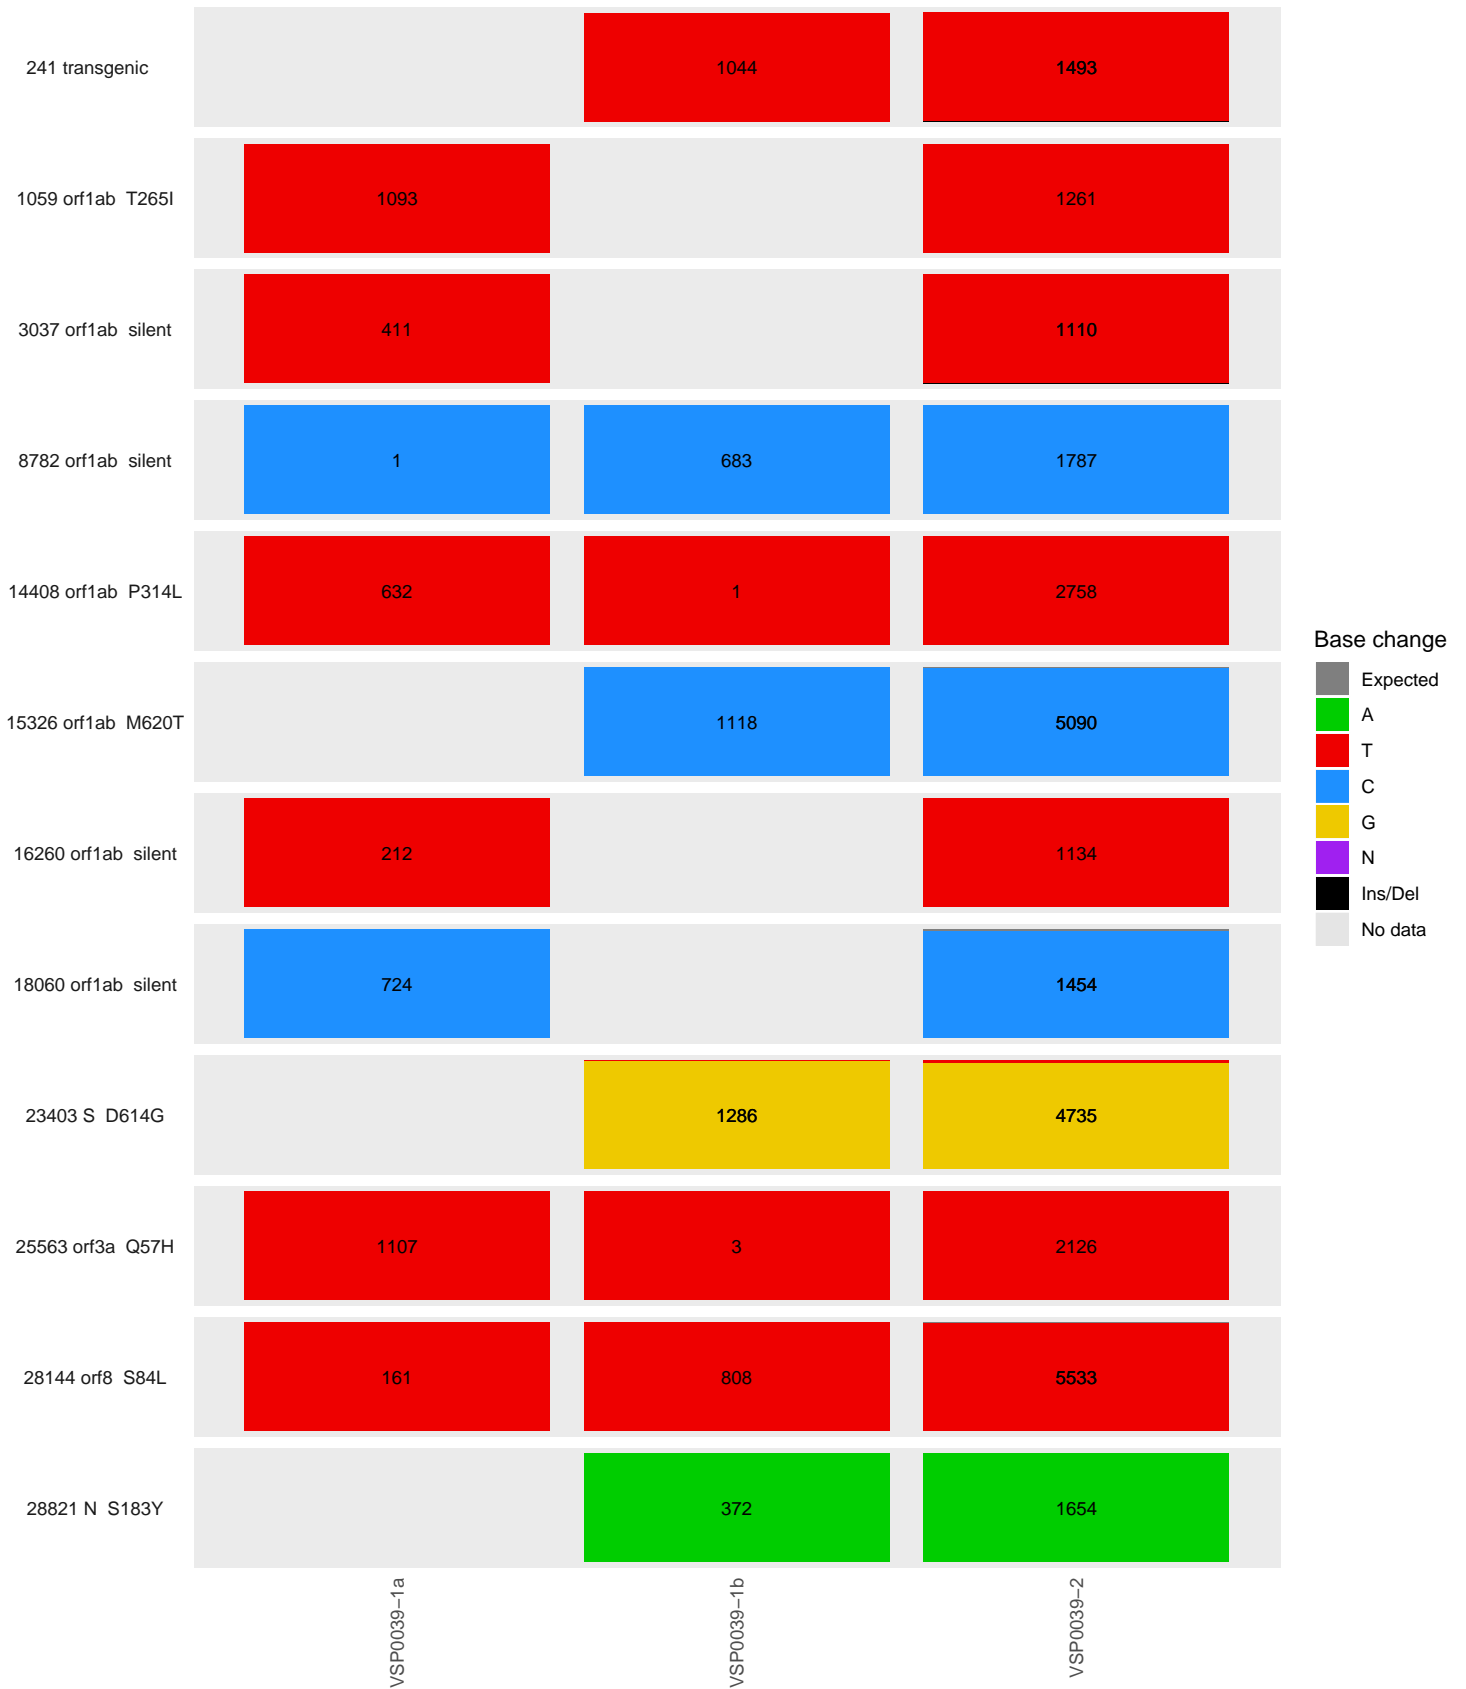 241 transgenic
1044
1493
1059 orf1ab T265I
1093
1261
3037 orf1ab silent
411
1110
8782 orf1ab silent
1
683
1787
14408 orf1ab P314L
632
1
2758
15326 orf1ab M620T
1118
5090
16260 orf1ab silent
212
1134
18060 orf1ab silent
724
1454
23403 S D614G
1286
4735
25563 orf3a Q57H
1107
3
2126
28144 orf8 S84L
161
808
5533
28821 N S183Y
372
1654
VSP0039−1a
VSP0039−1b
VSP0039−2
Base change
Expected
A
T
C
G
N
Ins/Del
No data